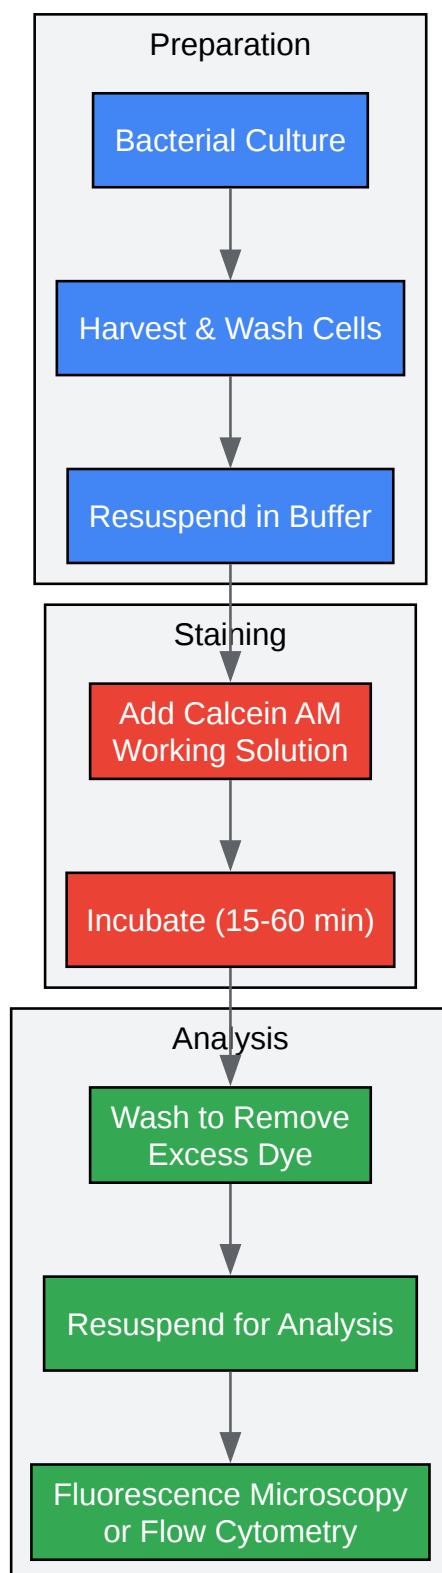 Preparation
Bacterial Culture
Harvest & Wash Cells
Resuspend in Buffer
Staining
Add Calcein AM
Working Solution
Incubate (15-60 min)
Analysis
Wash to Remove
Excess Dye
Resuspend for Analysis
Fluorescence Microscopy
or Flow Cytometry